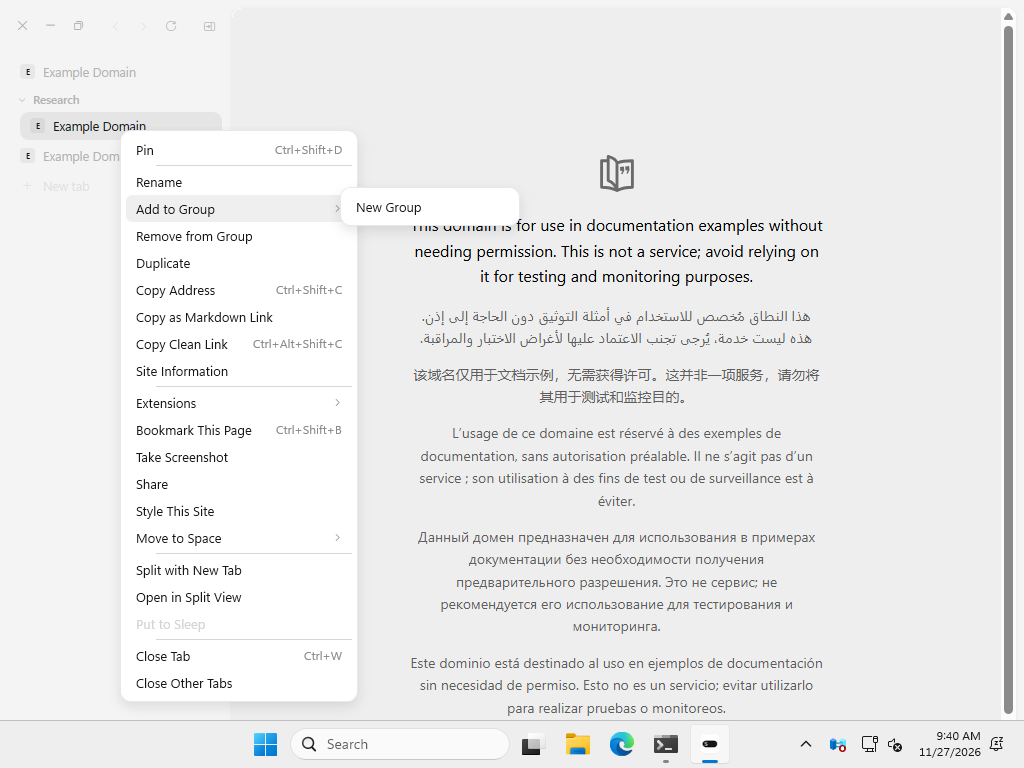 E Example Domain
Research
E Example Domain
E Example Dom
+ New tab
Pin Ctrl+Shift+D
Rename
Add to Group
Remove from Group
Duplicate
Copy Address Ctrl+Shift+C
Copy as Markdown Link
Copy Clean Link Ctrl+Alt+Shift+C
Site Information
Extensions
Bookmark This Page Ctrl+Shift+B
Take Screenshot
Share
Style This Site
Move to Space
Split with New Tab
Open in Split View
Put to Sleep
Close Tab Ctrl+W
Close Other Tabs
New Group
This domain is for use in documentation examples without
needing permission. This is not a service; avoid relying on
it for testing and monitoring purposes.
هذا النطاق مُخصص للاستخدام في أمثلة التوثيق دون الحاجة إلى إذن.
هذه ليست خدمة، يُرجى تجنب الاعتماد عليها لأغراض الاختبار والمراقبة.
该域名仅用于文档示例，无需获得许可。这并非一项服务，请勿将
其用于测试和监控目的。
L’usage de ce domaine est réservé à des exemples de
documentation, sans autorisation préalable. Il ne s’agit pas d’un
service ; son utilisation à des fins de test ou de surveillance est à
éviter.
Данный домен предназначен для использования в примерах
документации без необходимости получения
предварительного разрешения. Это не сервис; не
рекомендуется его использование для тестирования и
мониторинга.
Este dominio está destinado al uso en ejemplos de documentación
sin necesidad de permiso. Esto no es un servicio; evitar utilizarlo
para realizar pruebas o monitoreos.
Search
9:40 AM
11/27/2026